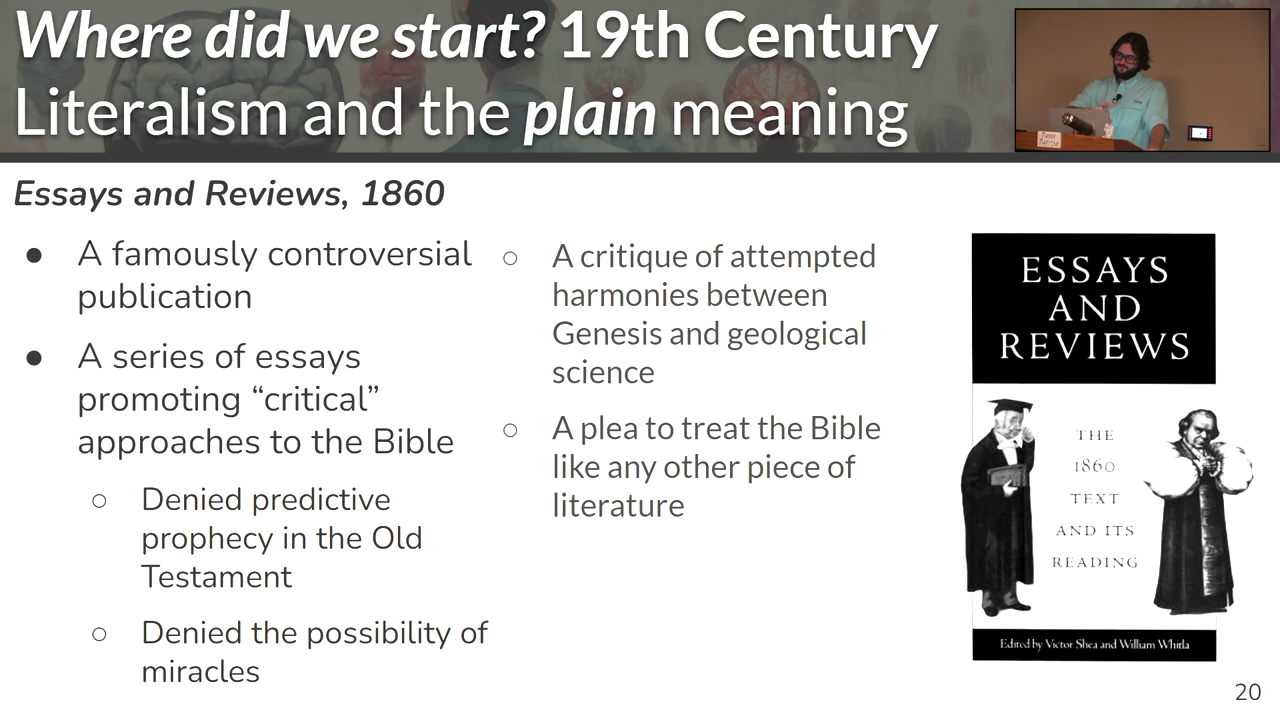 Where did we start? 19th Century
Literalism and the plain meaning
Essays and Reviews, 1860
● A famously controversial
publication
● A series of essays
promoting “critical”
approaches to the Bible
○ Denied predictive
prophecy in the Old
Testament
○ Denied the possibility of
miracles
○ A critique of attempted
harmonies between
Genesis and geological
science
○ A plea to treat the Bible
like any other piece of
literature
ESSAYS
AND
REVIEWS
THE
1860
TEXT
AND ITS
READING
Edited by Victor Shea and William Whitla
20